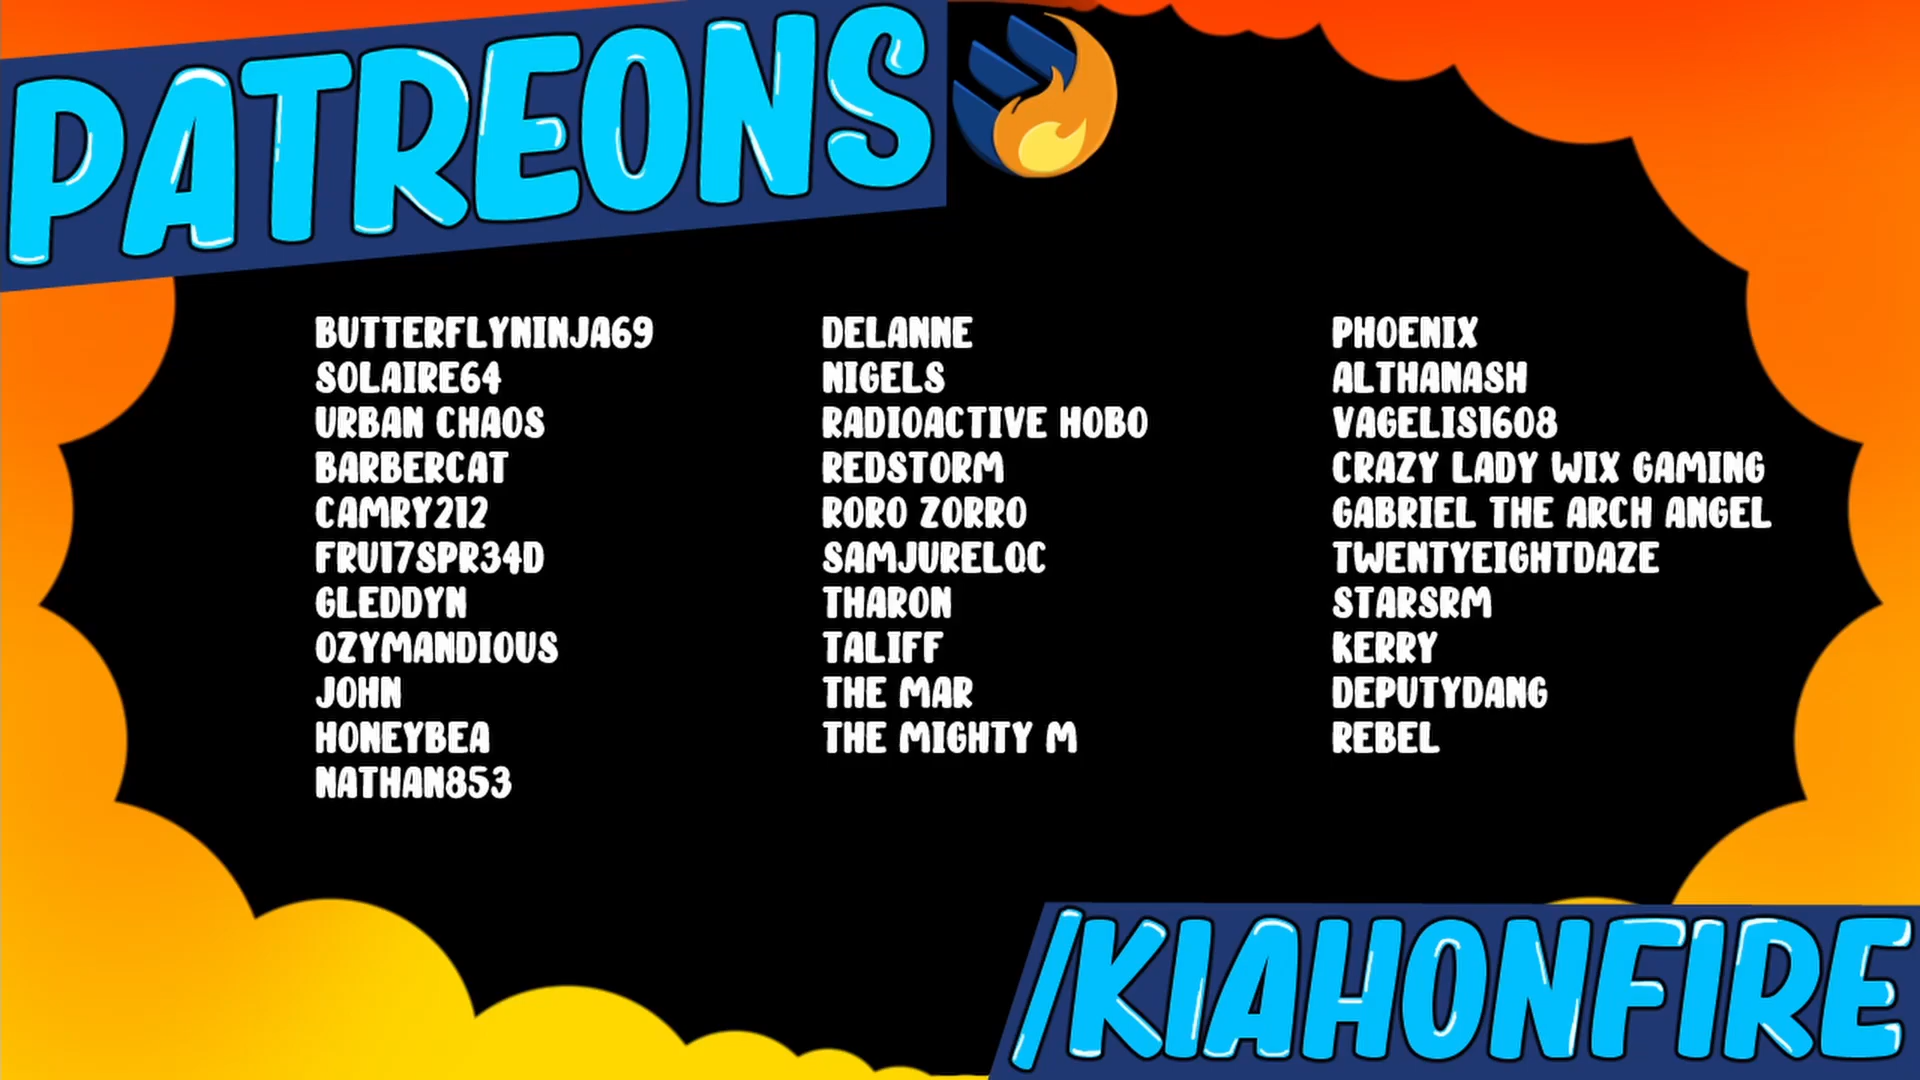 PATREONS
BUTTERFLYNINJA69
SOLAIRE64
URBAN CHAOS
BARBERCAT
CAMRY212
FRUI7SPR34D
GLEDDYN
OZYMANDIOUS
JOHN
HONEYBEA
NATHAN853
DELANNE
NIGELS
RADIOACTIVE HOBO
REDSTORM
RORO ZORRO
SAMJURELQC
THARON
TALIFF
THE MAR
THE MIGHTY M
PHOENIX
ALTHANASH
VAGELIS1608
CRAZY LADY WIX GAMING
GABRIEL THE ARCH ANGEL
TWENTYEIGHTDAZE
STARSRM
KERRY
DEPUTYDANG
REBEL
/KIAHONFIRE